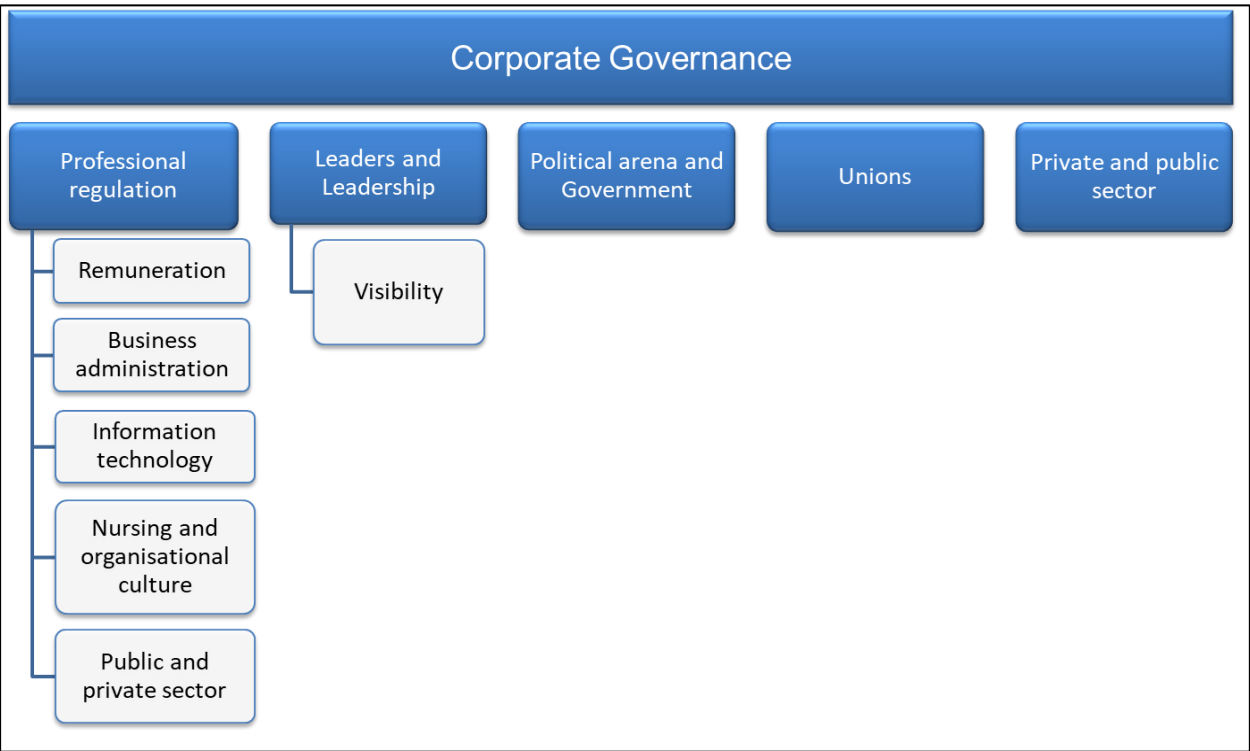 Corporate Governance
Professional
regulation
Leaders and
Leadership
Political arena and
Government
Unions
Private and public
sector
Remuneration
Business
administration
Information
technology
Nursing and
organisational
culture
Public and
private sector
Visibility